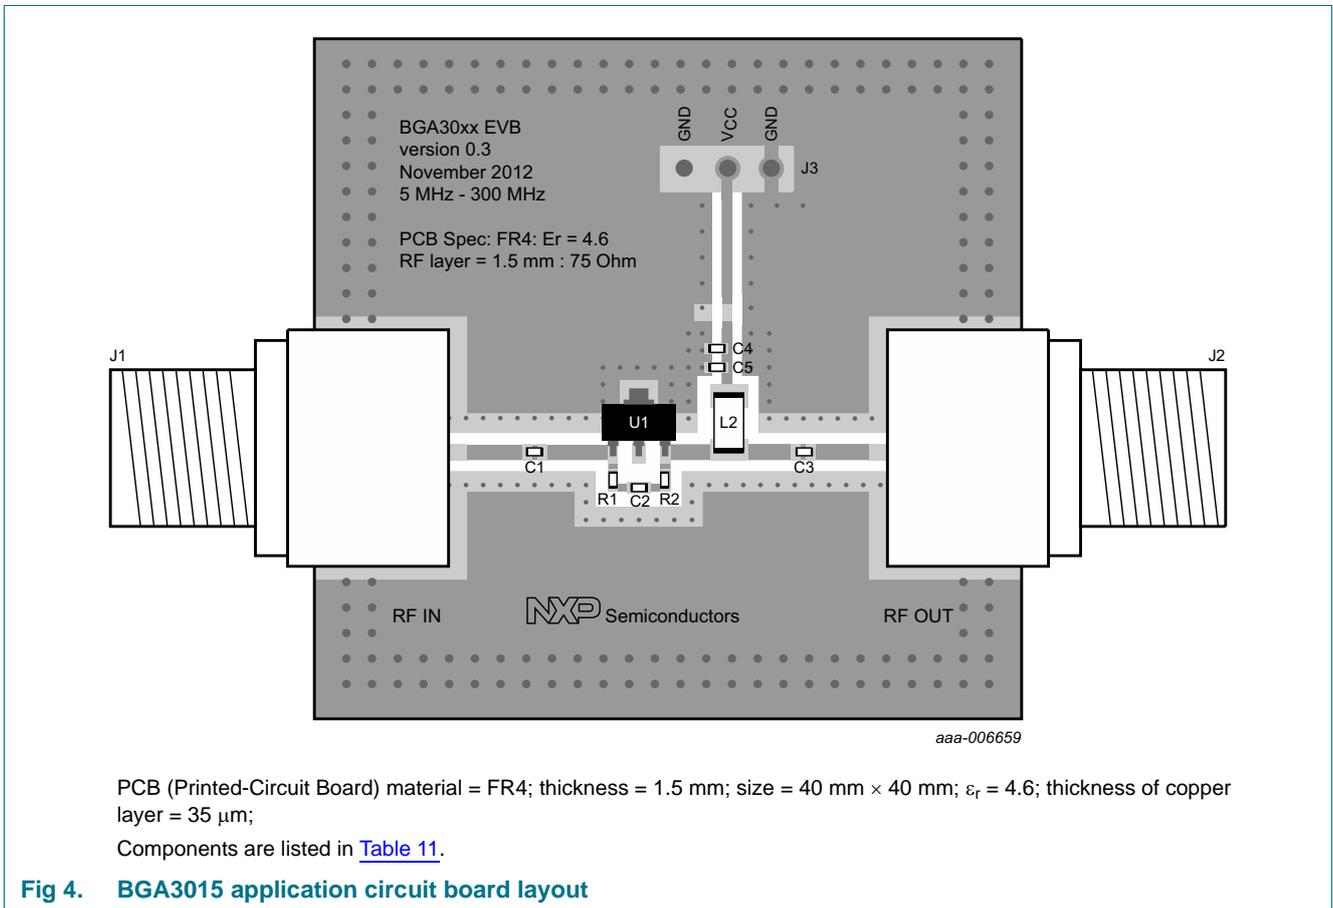 GND
VCC
GND
J3
BGA30xx EVB
version 0.3
November 2012
5 MHz - 300 MHz
PCB Spec: FR4: Er = 4.6
RF layer = 1.5 mm : 75 Ohm
J1
J2
C4
C5
U1
L2
C1
C3
R1
C2
R2
RF IN
NXP Semiconductors
RF OUT
aaa-006659
PCB (Printed-Circuit Board) material = FR4; thickness = 1.5 mm; size = 40 mm × 40 mm; εr = 4.6; thickness of copper
layer = 35 μm;
Components are listed in Table 11.
Fig 4. BGA3015 application circuit board layout